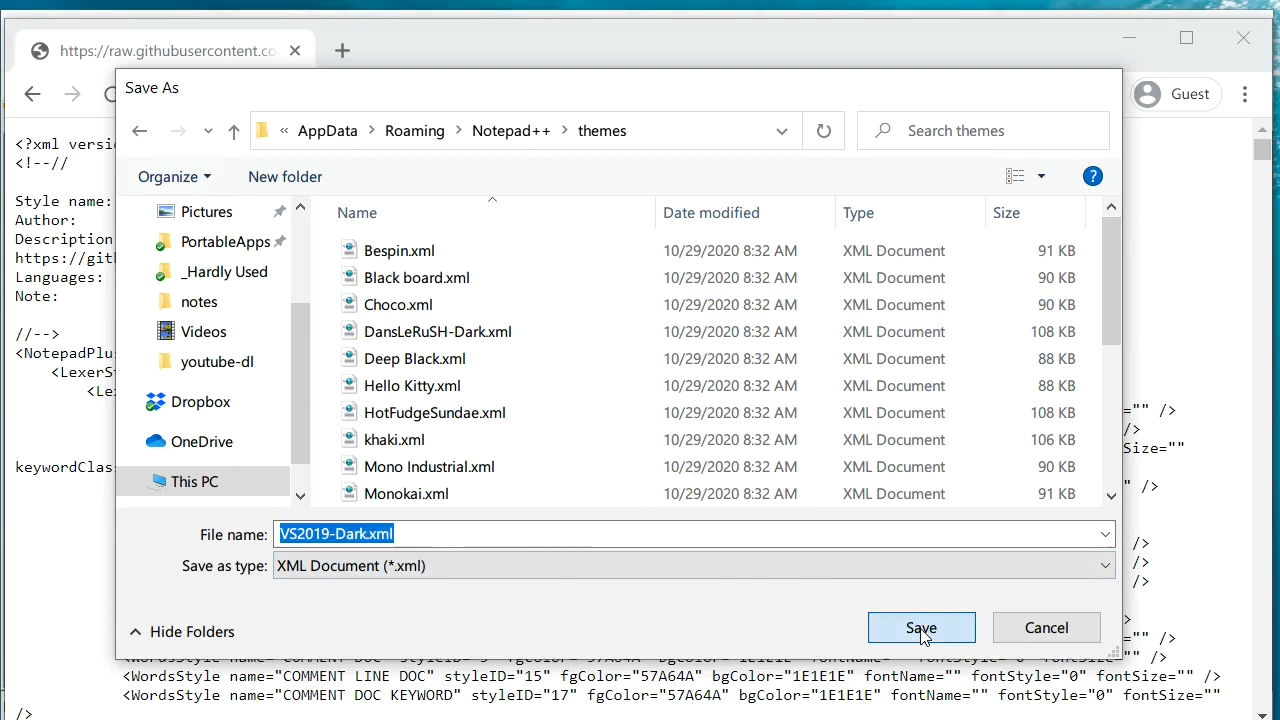 https://raw.githubusercontent.co
Save As
Guest
« AppData > Roaming > Notepad++ > themes
Search themes
Organize
New folder
?
Pictures
PortableApps
_Hardly Used
notes
Videos
youtube-dl
Dropbox
OneDrive
This PC
Name Date modified Type Size
Bespin.xml 10/29/2020 8:32 AM XML Document 91 KB
Black board.xml 10/29/2020 8:32 AM XML Document 90 KB
Choco.xml 10/29/2020 8:32 AM XML Document 90 KB
DansLeRuSH-Dark.xml 10/29/2020 8:32 AM XML Document 108 KB
Deep Black.xml 10/29/2020 8:32 AM XML Document 88 KB
Hello Kitty.xml 10/29/2020 8:32 AM XML Document 88 KB
HotFudgeSundae.xml 10/29/2020 8:32 AM XML Document 108 KB
khaki.xml 10/29/2020 8:32 AM XML Document 106 KB
Mono Industrial.xml 10/29/2020 8:32 AM XML Document 90 KB
Monokai.xml 10/29/2020 8:32 AM XML Document 91 KB
File name: VS2019-Dark.xml
Save as type: XML Document (*.xml)
Hide Folders
Save
Cancel
<?xml versi
<!--//
Style name:
Author:
Description
https://git
Languages:
Note:
//-->
<NotepadPlu
<LexerSt
<Le
="" />
/>
Size=""
keywordClas
" />
/>
/>
/>
>
="" />
"" />
<WordsStyle name="COMMENT LINE DOC" styleID="15" fgColor="57A64A" bgColor="1E1E1E" fontName="" fontStyle="0" fontSize="" />
<WordsStyle name="COMMENT DOC KEYWORD" styleID="17" fgColor="57A64A" bgColor="1E1E1E" fontName="" fontStyle="0" fontSize=""
/>